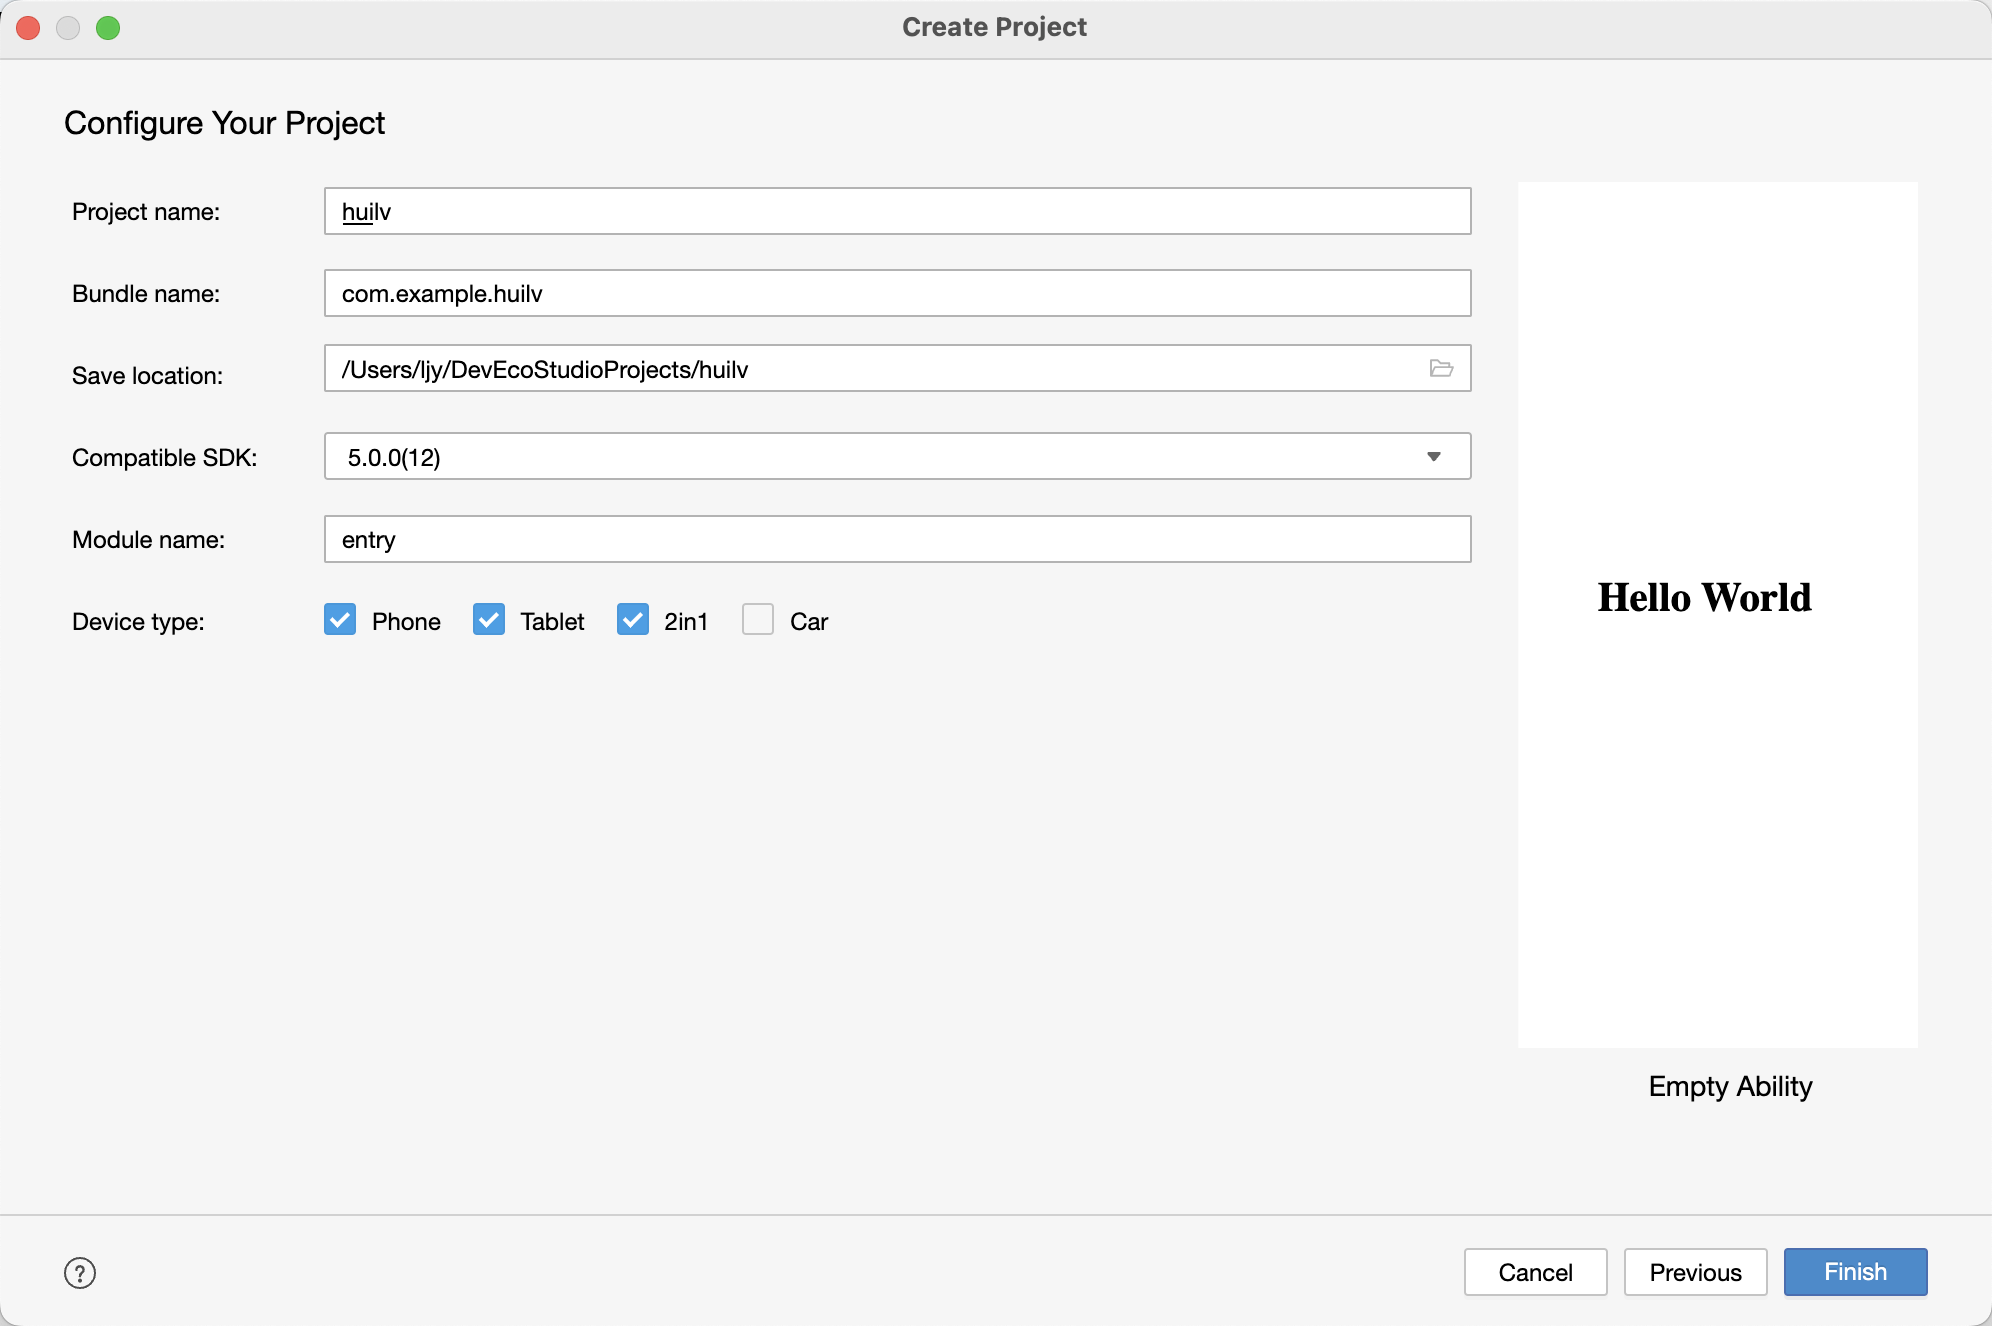 Create Project
Configure Your Project
Project name: huilv
Bundle name: com.example.huilv
Save location: /Users/ljy/DevEcoStudioProjects/huilv
Compatible SDK: 5.0.0(12)
Module name: entry
Device type: Phone Tablet 2in1 Car
Hello World
Empty Ability
? Cancel Previous Finish